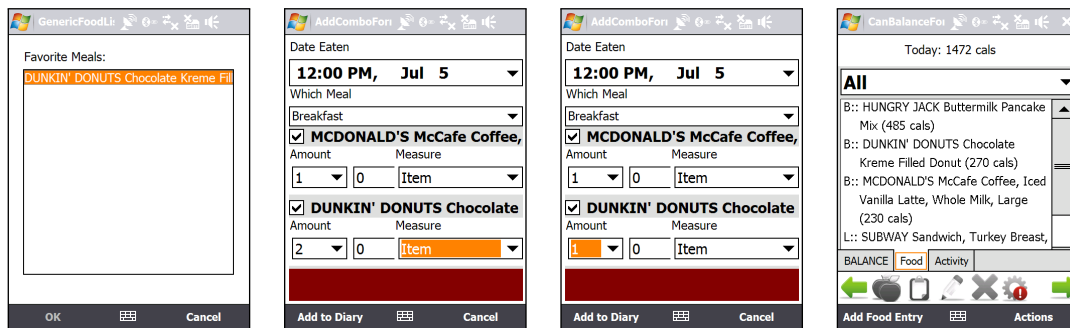 GenericFoodLi
Favorite Meals:
DUNKIN' DONUTS Chocolate Kreme Fil
OK
Cancel
AddComboFor
Date Eaten
12:00 PM, Jul 5
Which Meal
Breakfast
MCDONALD'S McCafe Coffee,
Amount Measure
1 0 Item
DUNKIN' DONUTS Chocolate
Amount Measure
2 0 Item
Add to Diary
Cancel
AddComboFor
Date Eaten
12:00 PM, Jul 5
Which Meal
Breakfast
MCDONALD'S McCafe Coffee,
Amount Measure
1 0 Item
DUNKIN' DONUTS Chocolate
Amount Measure
1 0 Item
Add to Diary
Cancel
CanBalanceFo
Today: 1472 cals
All
B:: HUNGRY JACK Buttermilk Pancake
Mix (485 cals)
B:: DUNKIN' DONUTS Chocolate
Kreme Filled Donut (270 cals)
B:: MCDONALD'S McCafe Coffee, Iced
Vanilla Latte, Whole Milk, Large
(230 cals)
L:: SUBWAY Sandwich, Turkey Breast,
BALANCE Food Activity
Add Food Entry
Actions